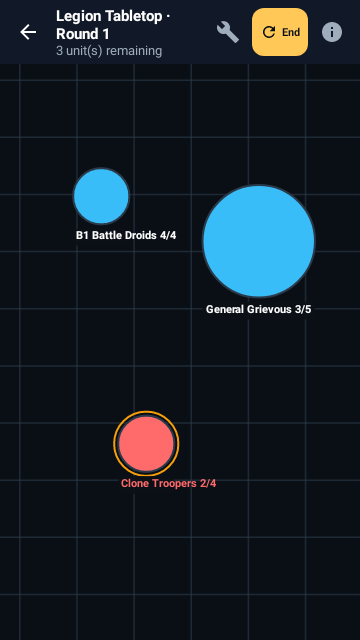 Legion Tabletop ·
Round 1
3 unit(s) remaining
End
B1 Battle Droids 4/4
General Grievous 3/5
Clone Troopers 2/4